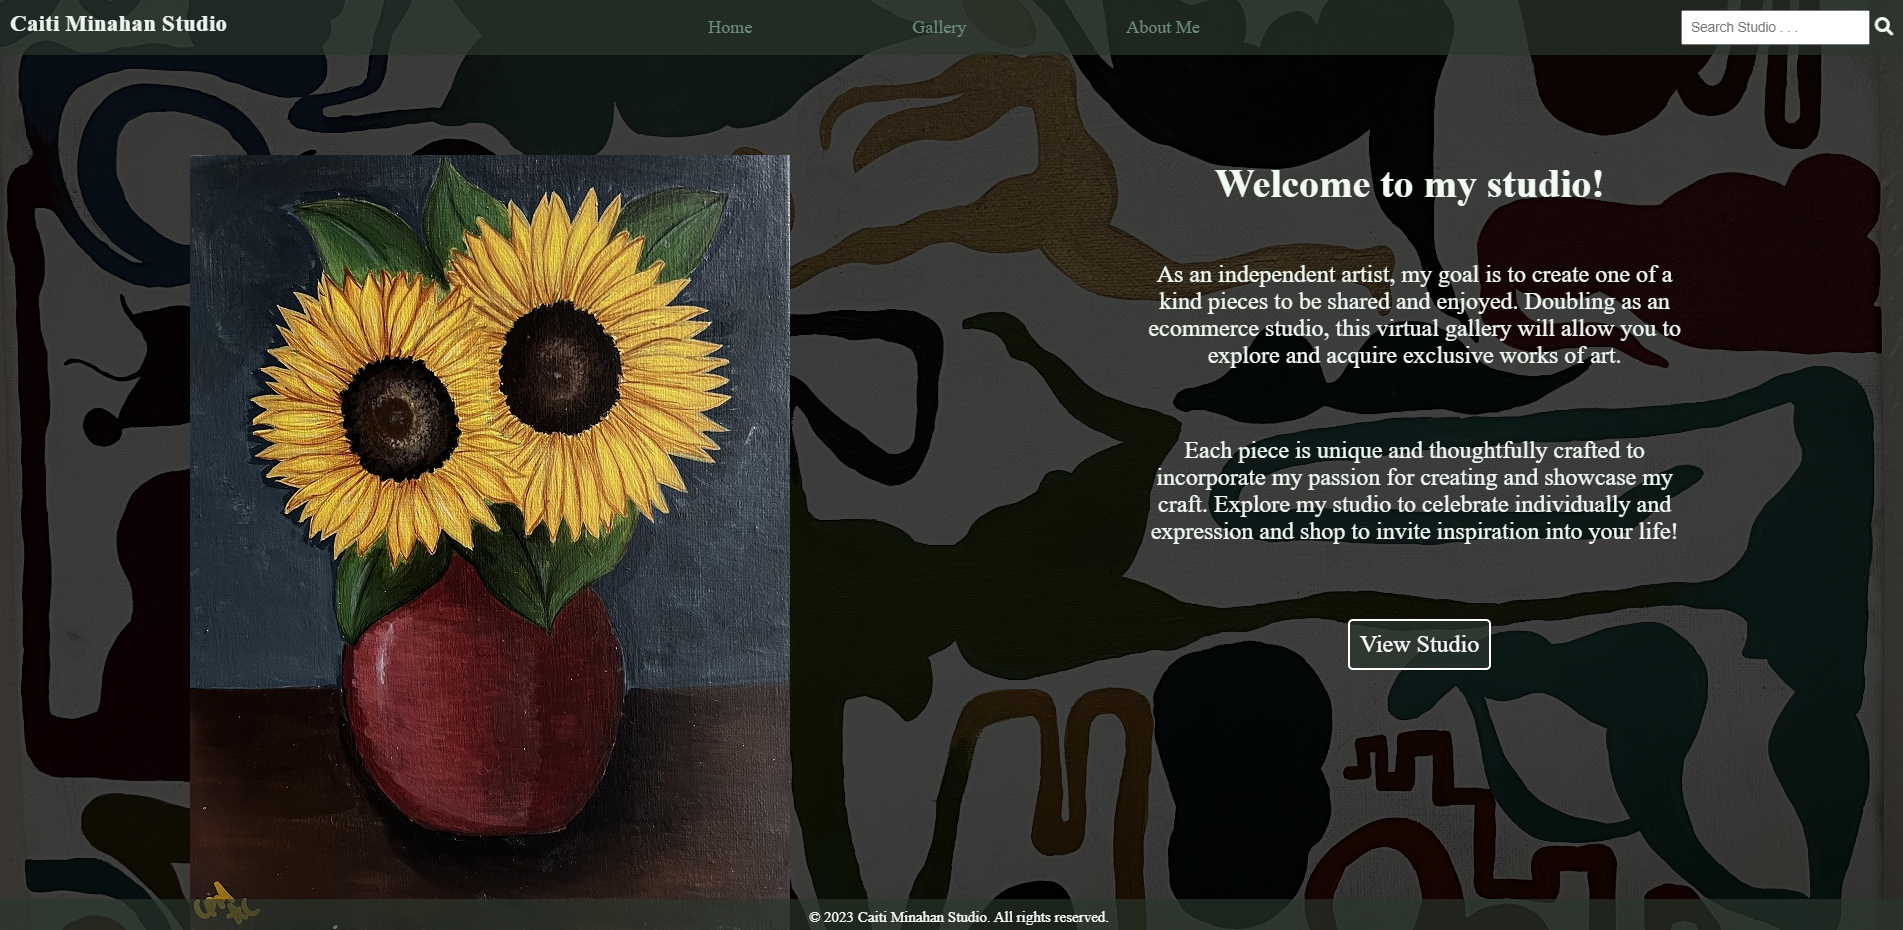 Caiti Minahan Studio
Home Gallery About Me
Search Studio . . .
Welcome to my studio!
As an independent artist, my goal is to create one of a
kind pieces to be shared and enjoyed. Doubling as an
ecommerce studio, this virtual gallery will allow you to
explore and acquire exclusive works of art.
Each piece is unique and thoughtfully crafted to
incorporate my passion for creating and showcase my
craft. Explore my studio to celebrate individually and
expression and shop to invite inspiration into your life!
View Studio
© 2023 Caiti Minahan Studio. All rights reserved.